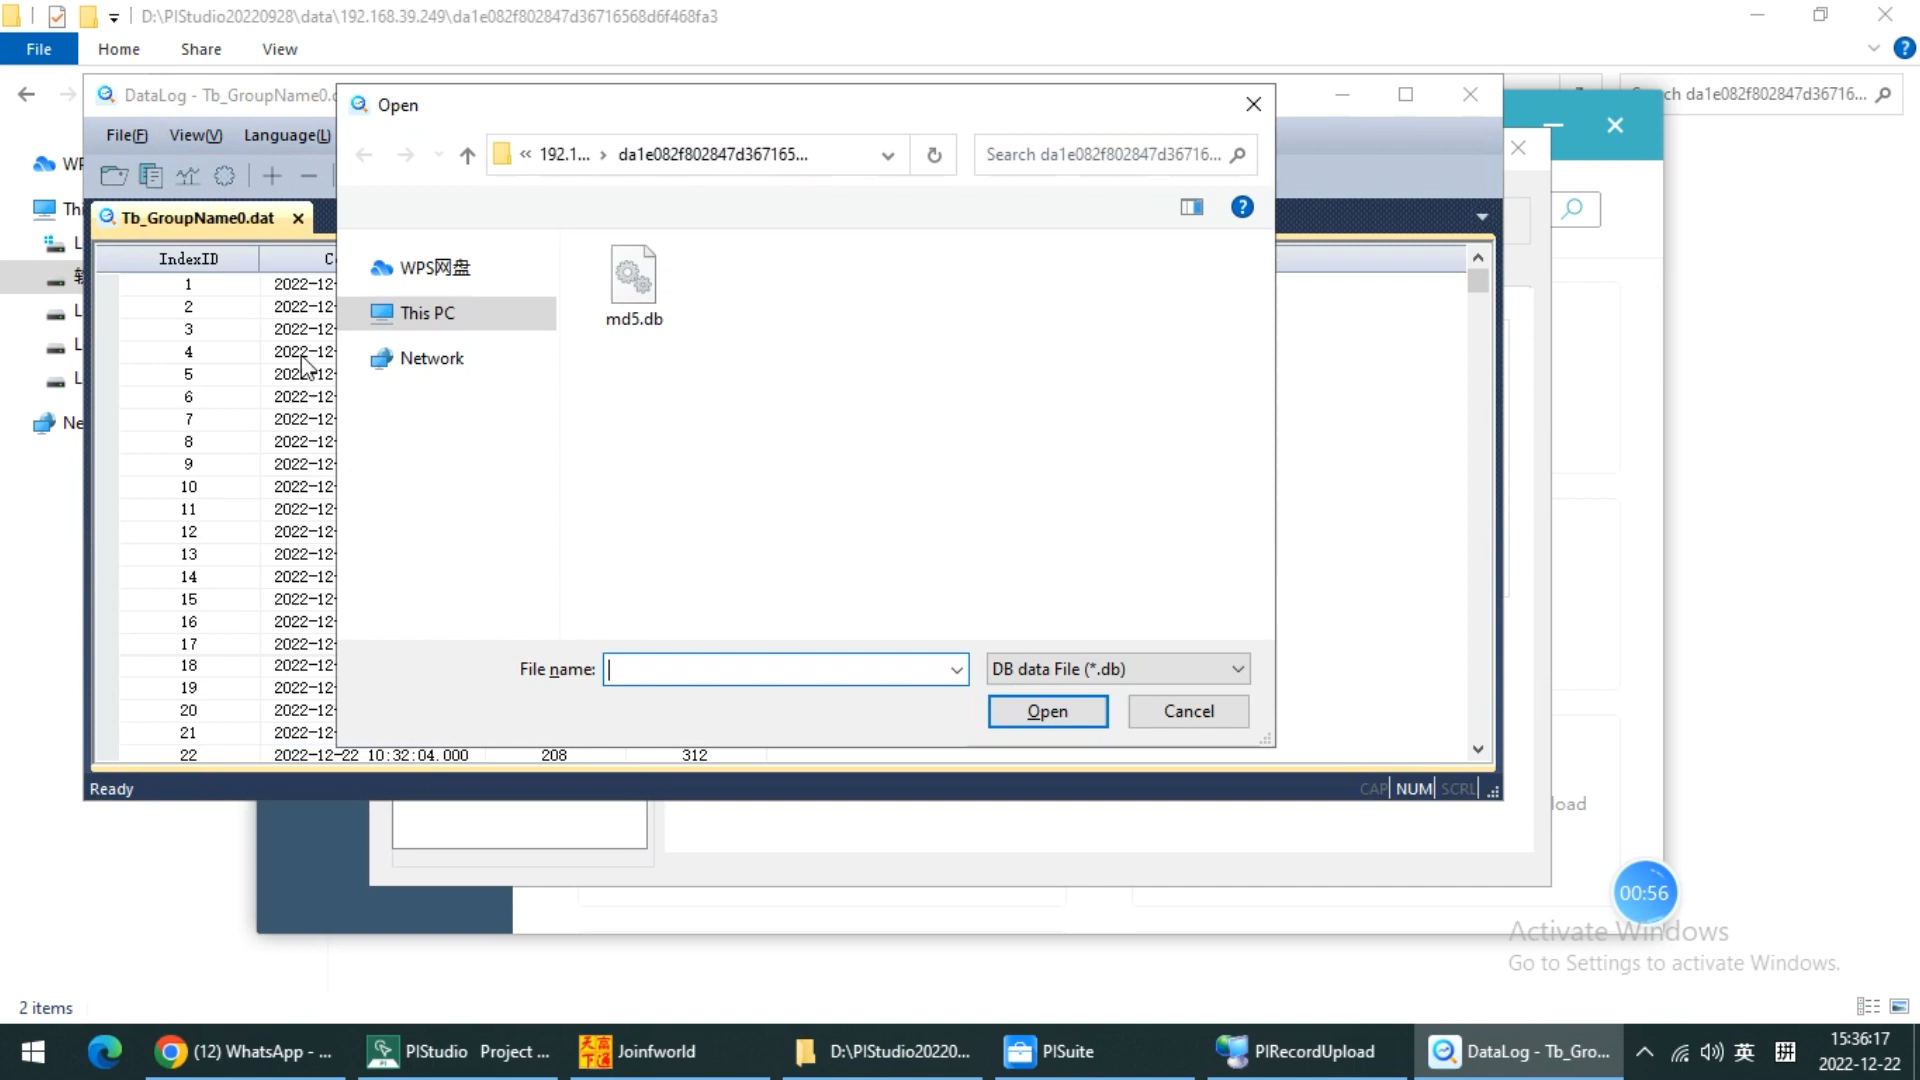 D:\PIStudio20220928\data\192.168.39.249\da1e082f802847d36716568d6f468fa3
File Home Share View
DataLog - Tb_GroupName0.d
Open
File(F) View(V) Language(L)
« 192.1... › da1e082f802847d367165...
Search da1e082f802847d36716...
ch da1e082f802847d36716...
Tb_GroupName0.dat
WPS网盘
This PC
Network
md5.db
IndexID
1 2022-12-
2 2022-12-
3 2022-12-
4 2022-12-
5 2022-12-
6 2022-12-
7 2022-12-
8 2022-12-
9 2022-12-
10 2022-12-
11 2022-12-
12 2022-12-
13 2022-12-
14 2022-12-
15 2022-12-
16 2022-12-
17 2022-12-
18 2022-12-
19 2022-12-
20 2022-12-
21 2022-12-
22 2022-12-22 10:32:04.000 208 312
File name:
DB data File (*.db)
Open
Cancel
Ready
CAP NUM SCRL
load
00:56
Activate Windows
Go to Settings to activate Windows.
2 items
(12) WhatsApp - ...
PIStudio Project ...
天富下通
Joinfworld
D:\PIStudio20220...
PISuite
PIRecordUpload
DataLog - Tb_Gro...
英
拼
15:36:17
2022-12-22